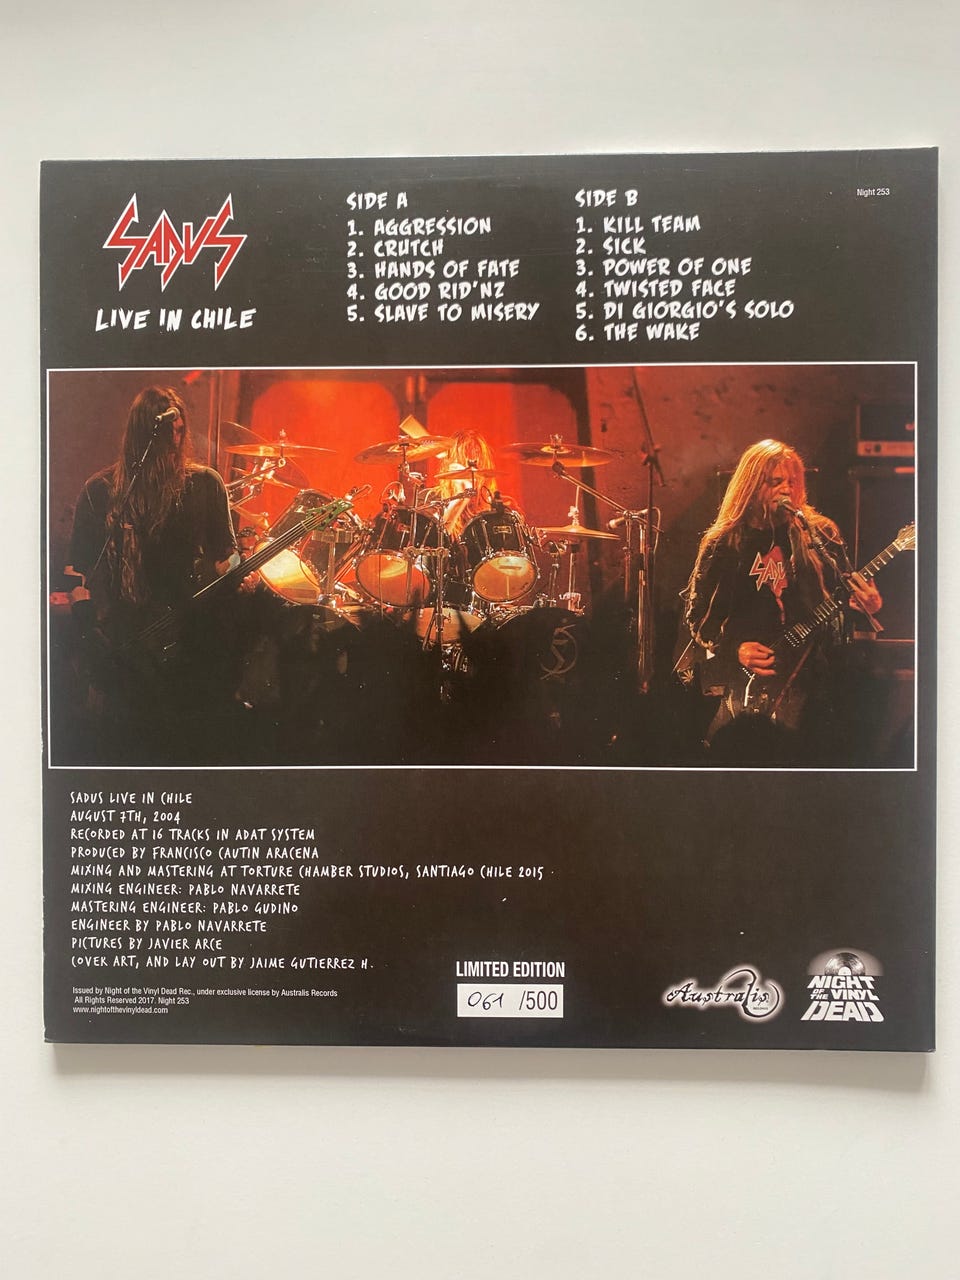 SADUS
LIVE IN CHILE
SIDE A
1. AGGRESSION
2. CRUTCH
3. HANDS OF FATE
4. GOOD RID'NZ
5. SLAVE TO MISERY
SIDE B
1. KILL TEAM
2. SICK
3. POWER OF ONE
4. TWISTED FACE
5. DI GIORGIO'S SOLO
6. THE WAKE
Night 253
SADUS
SADUS LIVE IN CHILE
AUGUST 7TH, 2004
RECORDED AT 16 TRACKS IN ADAT SYSTEM
PRODUCED BY FRANCISCO CAUTIN ARACENA
MIXING AND MASTERING AT TORTURE CHAMBER STUDIOS, SANTIAGO CHILE 2015
MIXING ENGINEER: PABLO NAVARRETE
MASTERING ENGINEER: PABLO GUDINO
ENGINEER BY PABLO NAVARRETE
PICTURES BY JAVIER ARCE
COVER ART, AND LAY OUT BY JAIME GUTIERREZ H.
Issued by Night of the Vinyl Dead Rec., under exclusive license by Australis Records
All Rights Reserved 2017. Night 253
www.nightofthevinyldead.com
LIMITED EDITION
061 /500
Australis
RECORDS
NIGHT
OF THE VINYL
DEAD